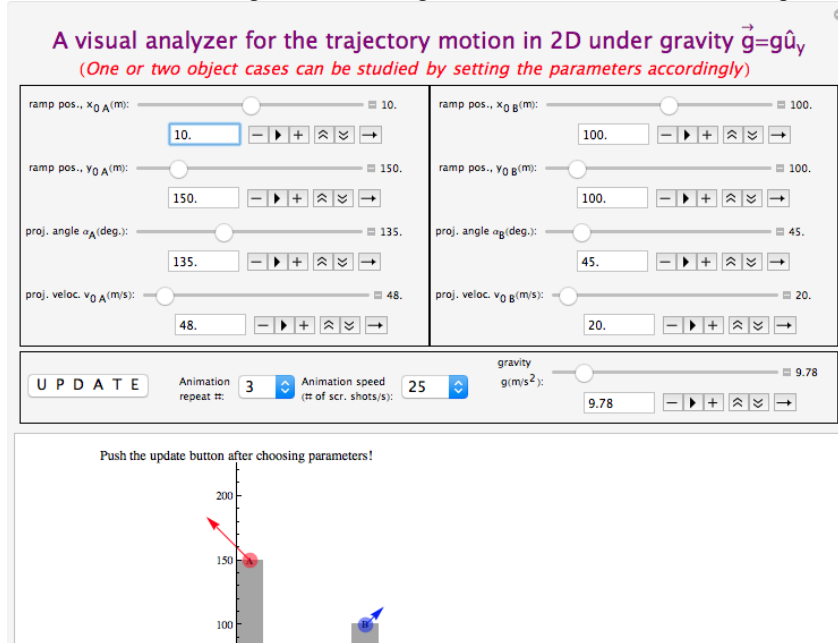 A visual analyzer for the trajectory motion in 2D under gravity g⃗=gûy
(One or two object cases can be studied by setting the parameters accordingly)
ramp pos., x0 A(m): 10.
10.
ramp pos., y0 A(m): 150.
150.
proj. angle αA(deg.): 135.
135.
proj. veloc. v0 A(m/s): 48.
48.
ramp pos., x0 B(m): 100.
100.
ramp pos., y0 B(m): 100.
100.
proj. angle αB(deg.): 45.
45.
proj. veloc. v0 B(m/s): 20.
20.
U P D A T E
Animation
repeat #:
3
Animation speed
(# of scr. shots/s):
25
gravity
g(m/s²):
9.78
9.78
Push the update button after choosing parameters!
200
A
150
B
100